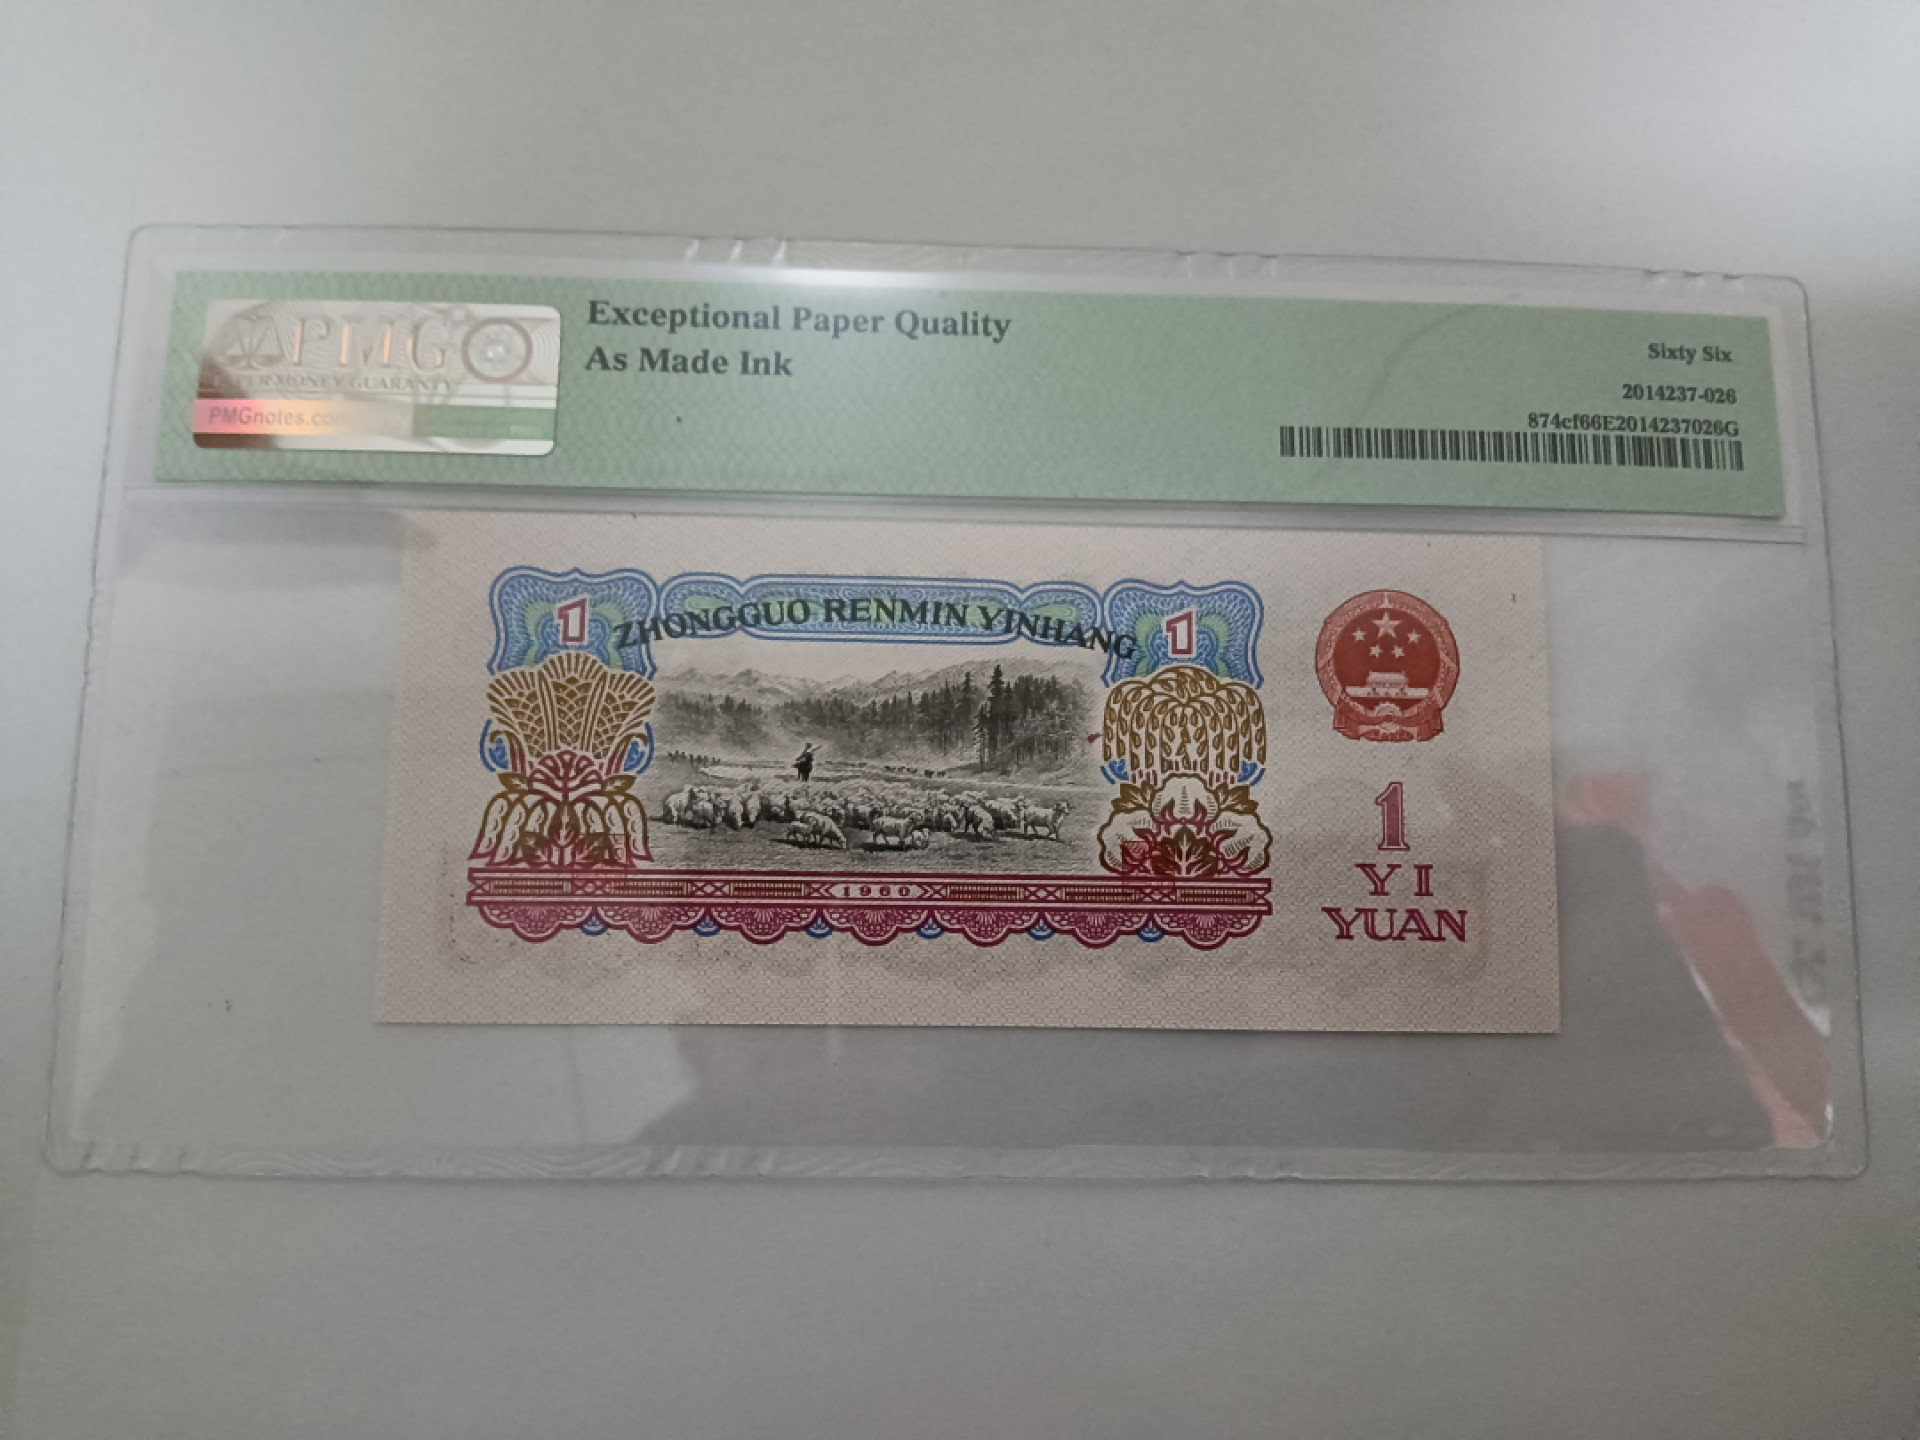 PMG
PAPER MONEY GUARANTY
PMGnotes.com
Exceptional Paper Quality
As Made Ink
Sixty Six
2014237-026
874cf66E2014237026G
1
ZHONGGUO RENMIN YINHANG
1
1960
1
YI
YUAN